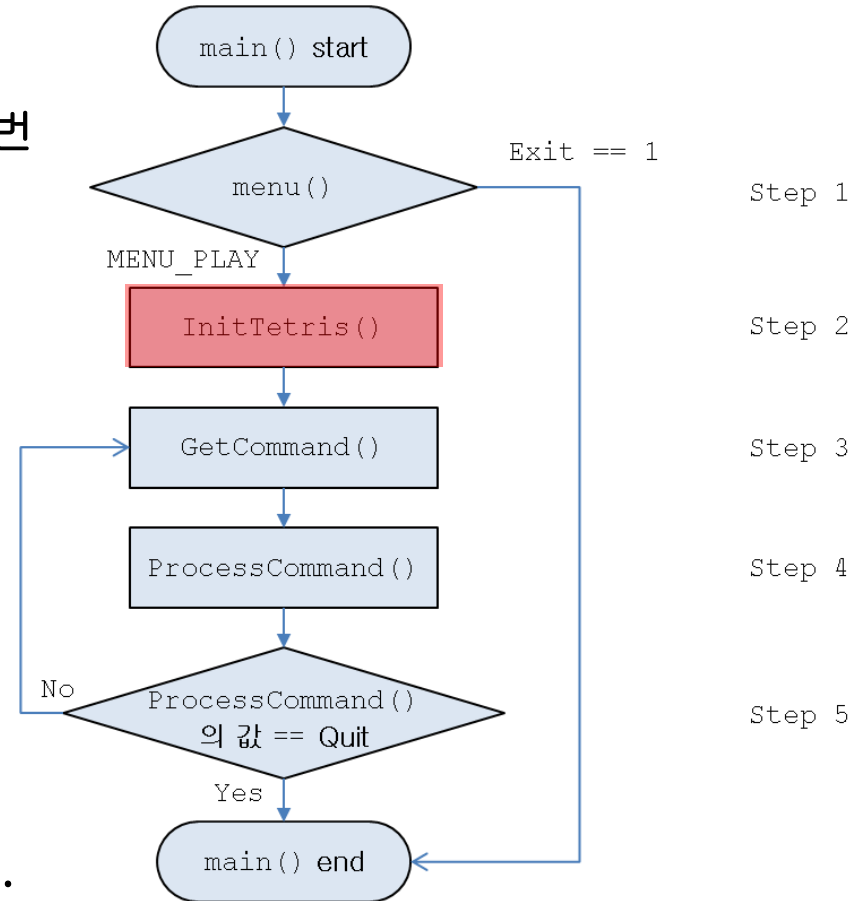 main() start
번
Exit == 1
menu()
Step 1
MENU_PLAY
InitTetris()
Step 2
GetCommand()
Step 3
ProcessCommand()
Step 4
No
ProcessCommand()
의 값 == Quit
Step 5
Yes
main() end
.